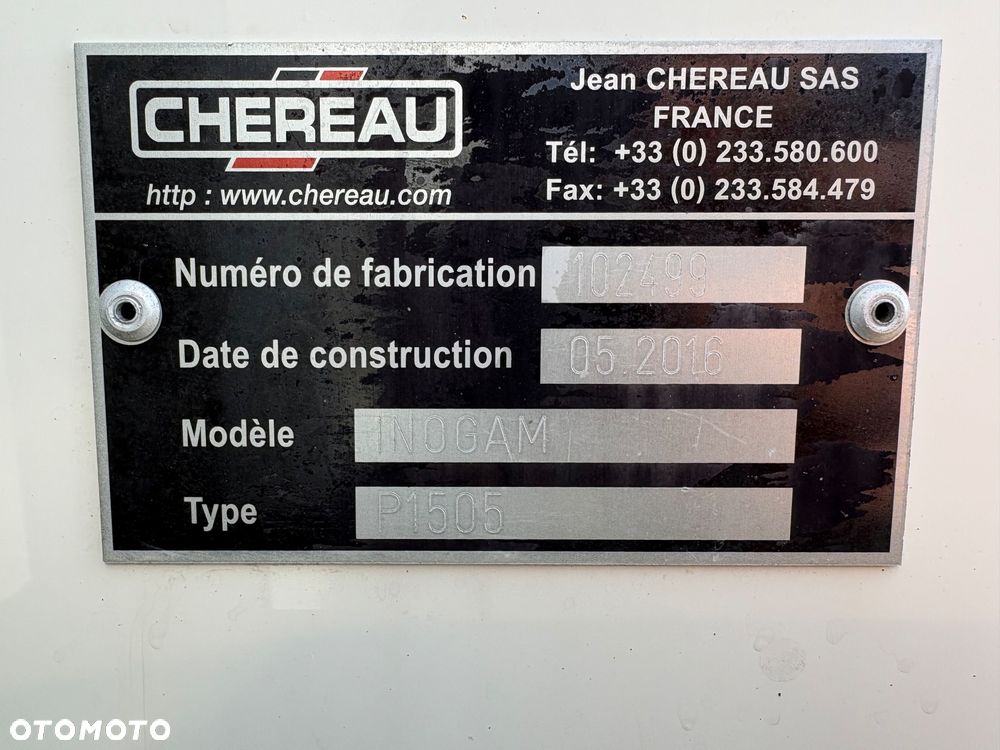 CHEREAU
http : www.chereau.com
Jean CHEREAU SAS
FRANCE
Tél: +33 (0) 233.580.600
Fax: +33 (0) 233.584.479
Numéro de fabrication 102499
Date de construction 05.2016
Modèle INOGAM
Type P1505
OTOMOTO